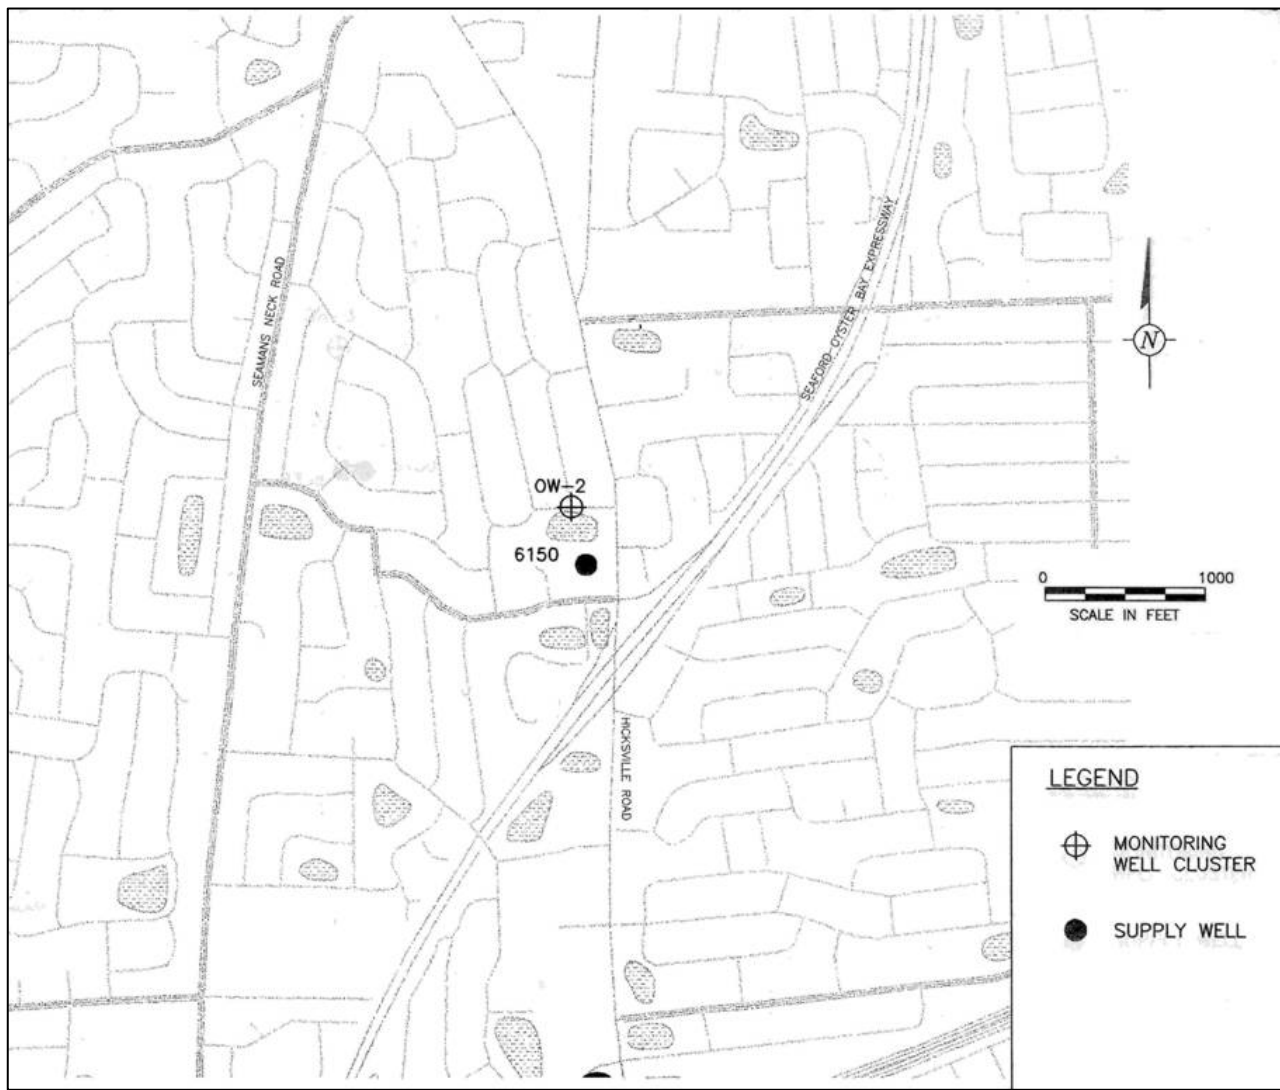 SEAMANS NECK ROAD
SEAFORD OYSTER BAY EXPRESSWAY
N
OW-2
6150
0 1000
SCALE IN FEET
HICKSVILLE ROAD
LEGEND
MONITORING
WELL CLUSTER
SUPPLY WELL